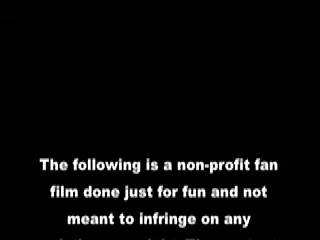 The following is a non-profit fan
film done just for fun and not
meant to infringe on any